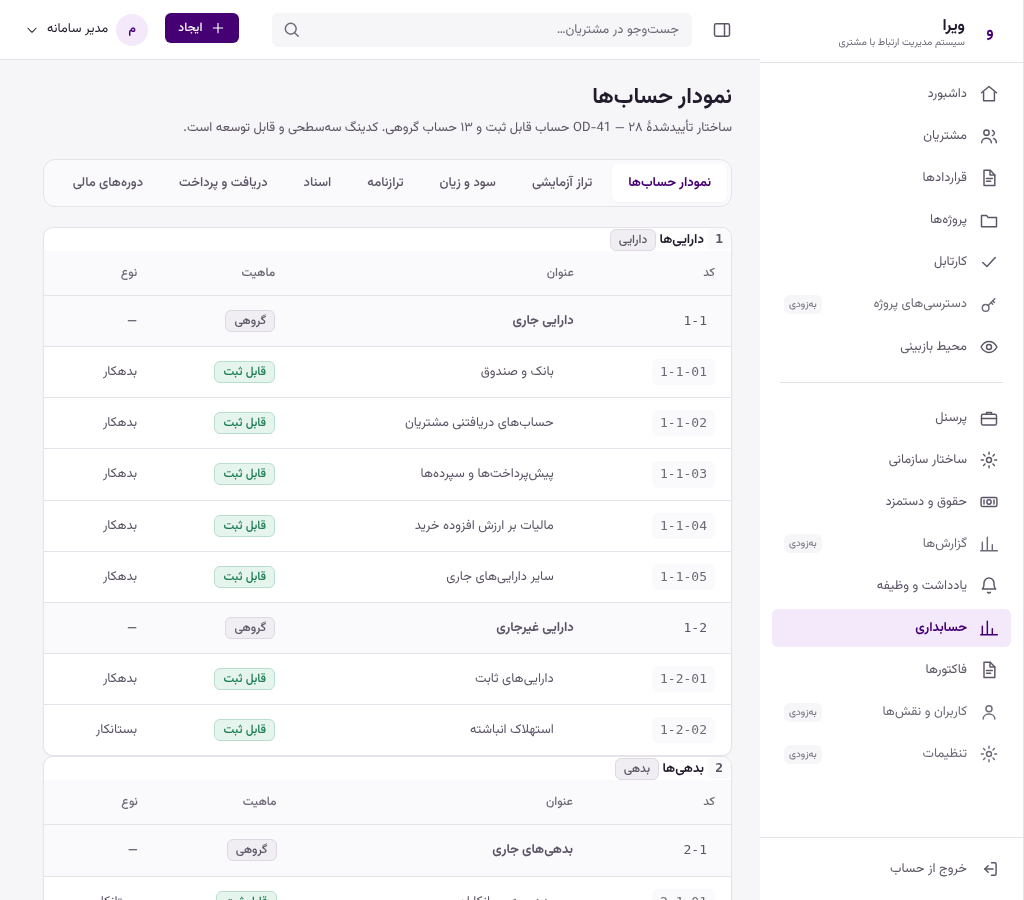 و
ویرا
سیستم مدیریت ارتباط با مشتری
داشبورد
مشتریان
قراردادها
پروژه‌ها
کارتابل
دسترسی‌های پروژه به‌زودی
محیط بازبینی
پرسنل
ساختار سازمانی
حقوق و دستمزد
گزارش‌ها به‌زودی
یادداشت و وظیفه
حسابداری
فاکتورها
کاربران و نقش‌ها به‌زودی
تنظیمات به‌زودی
خروج از حساب
جست‌وجو در مشتریان...
ایجاد
م مدیر سامانه
نمودار حساب‌ها
ساختار تأییدشدهٔ OD-41 — ۲۸ حساب قابل ثبت و ۱۳ حساب گروهی. کدینگ سه‌سطحی و قابل توسعه است.
نمودار حساب‌ها تراز آزمایشی سود و زیان ترازنامه اسناد دریافت و پرداخت دوره‌های مالی
1 دارایی‌ها دارایی
کد عنوان ماهیت نوع
1-1 دارایی جاری گروهی —
1-1-01 بانک و صندوق قابل ثبت بدهکار
1-1-02 حساب‌های دریافتنی مشتریان قابل ثبت بدهکار
1-1-03 پیش‌پرداخت‌ها و سپرده‌ها قابل ثبت بدهکار
1-1-04 مالیات بر ارزش افزوده خرید قابل ثبت بدهکار
1-1-05 سایر دارایی‌های جاری قابل ثبت بدهکار
1-2 دارایی غیرجاری گروهی —
1-2-01 دارایی‌های ثابت قابل ثبت بدهکار
1-2-02 استهلاک انباشته قابل ثبت بستانکار
2 بدهی‌ها بدهی
کد عنوان ماهیت نوع
2-1 بدهی‌های جاری گروهی —